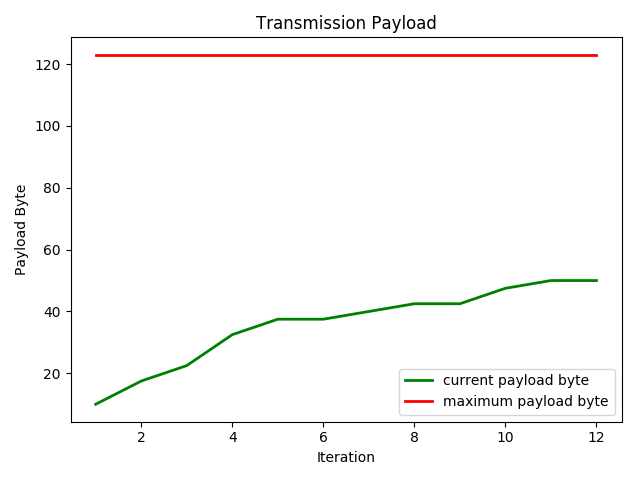 Transmission Payload
120
100
80
60
40
20
Payload Byte
current payload byte
maximum payload byte
2 4 6 8 10 12
Iteration